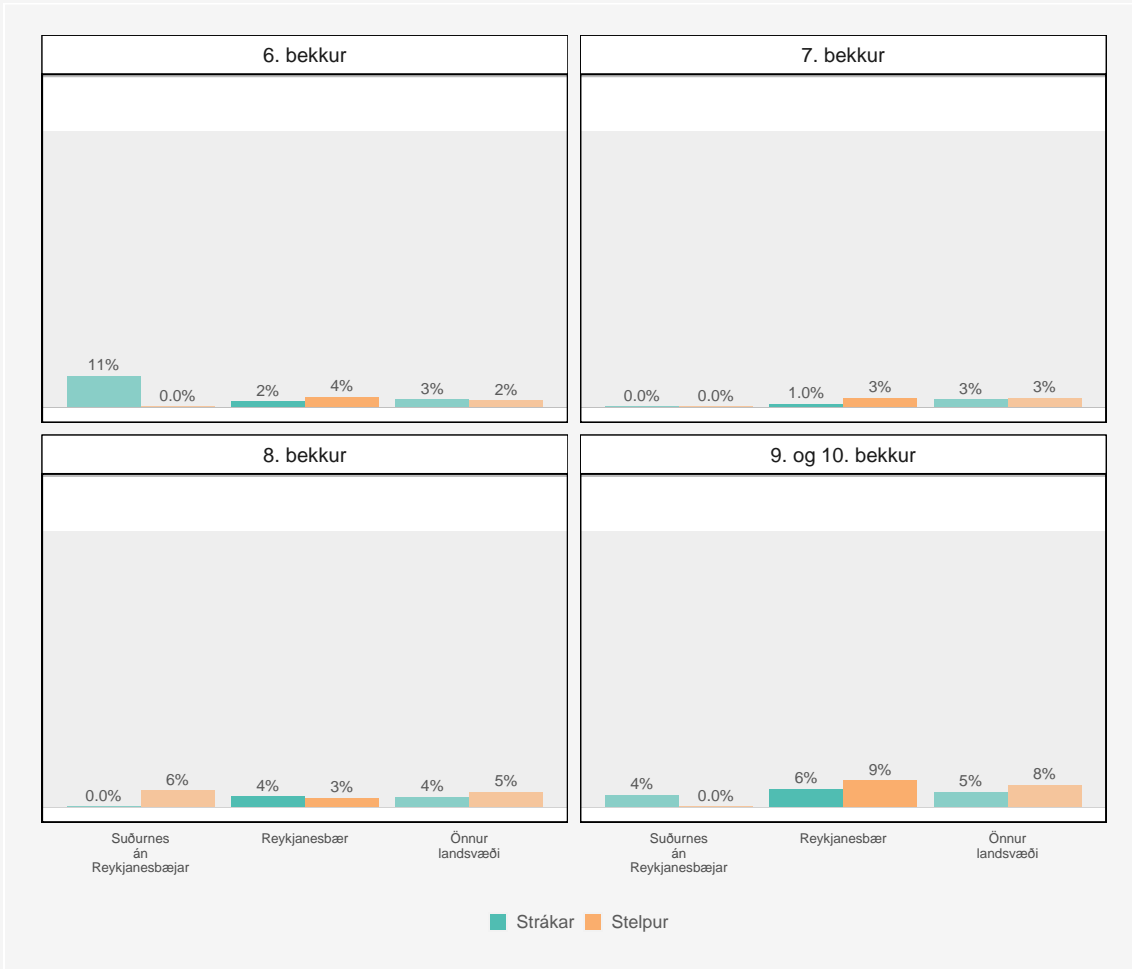 6. bekkur
7. bekkur
11%
0.0%
2%
4%
3%
2%
0.0%
0.0%
1.0%
3%
3%
3%
8. bekkur
9. og 10. bekkur
0.0%
6%
4%
3%
4%
5%
4%
0.0%
6%
9%
5%
8%
Suðurnes
án
Reykjanesbæjar
Reykjanesbær
Önnur
landsvæði
Suðurnes
án
Reykjanesbæjar
Reykjanesbær
Önnur
landsvæði
Strákar
Stelpur